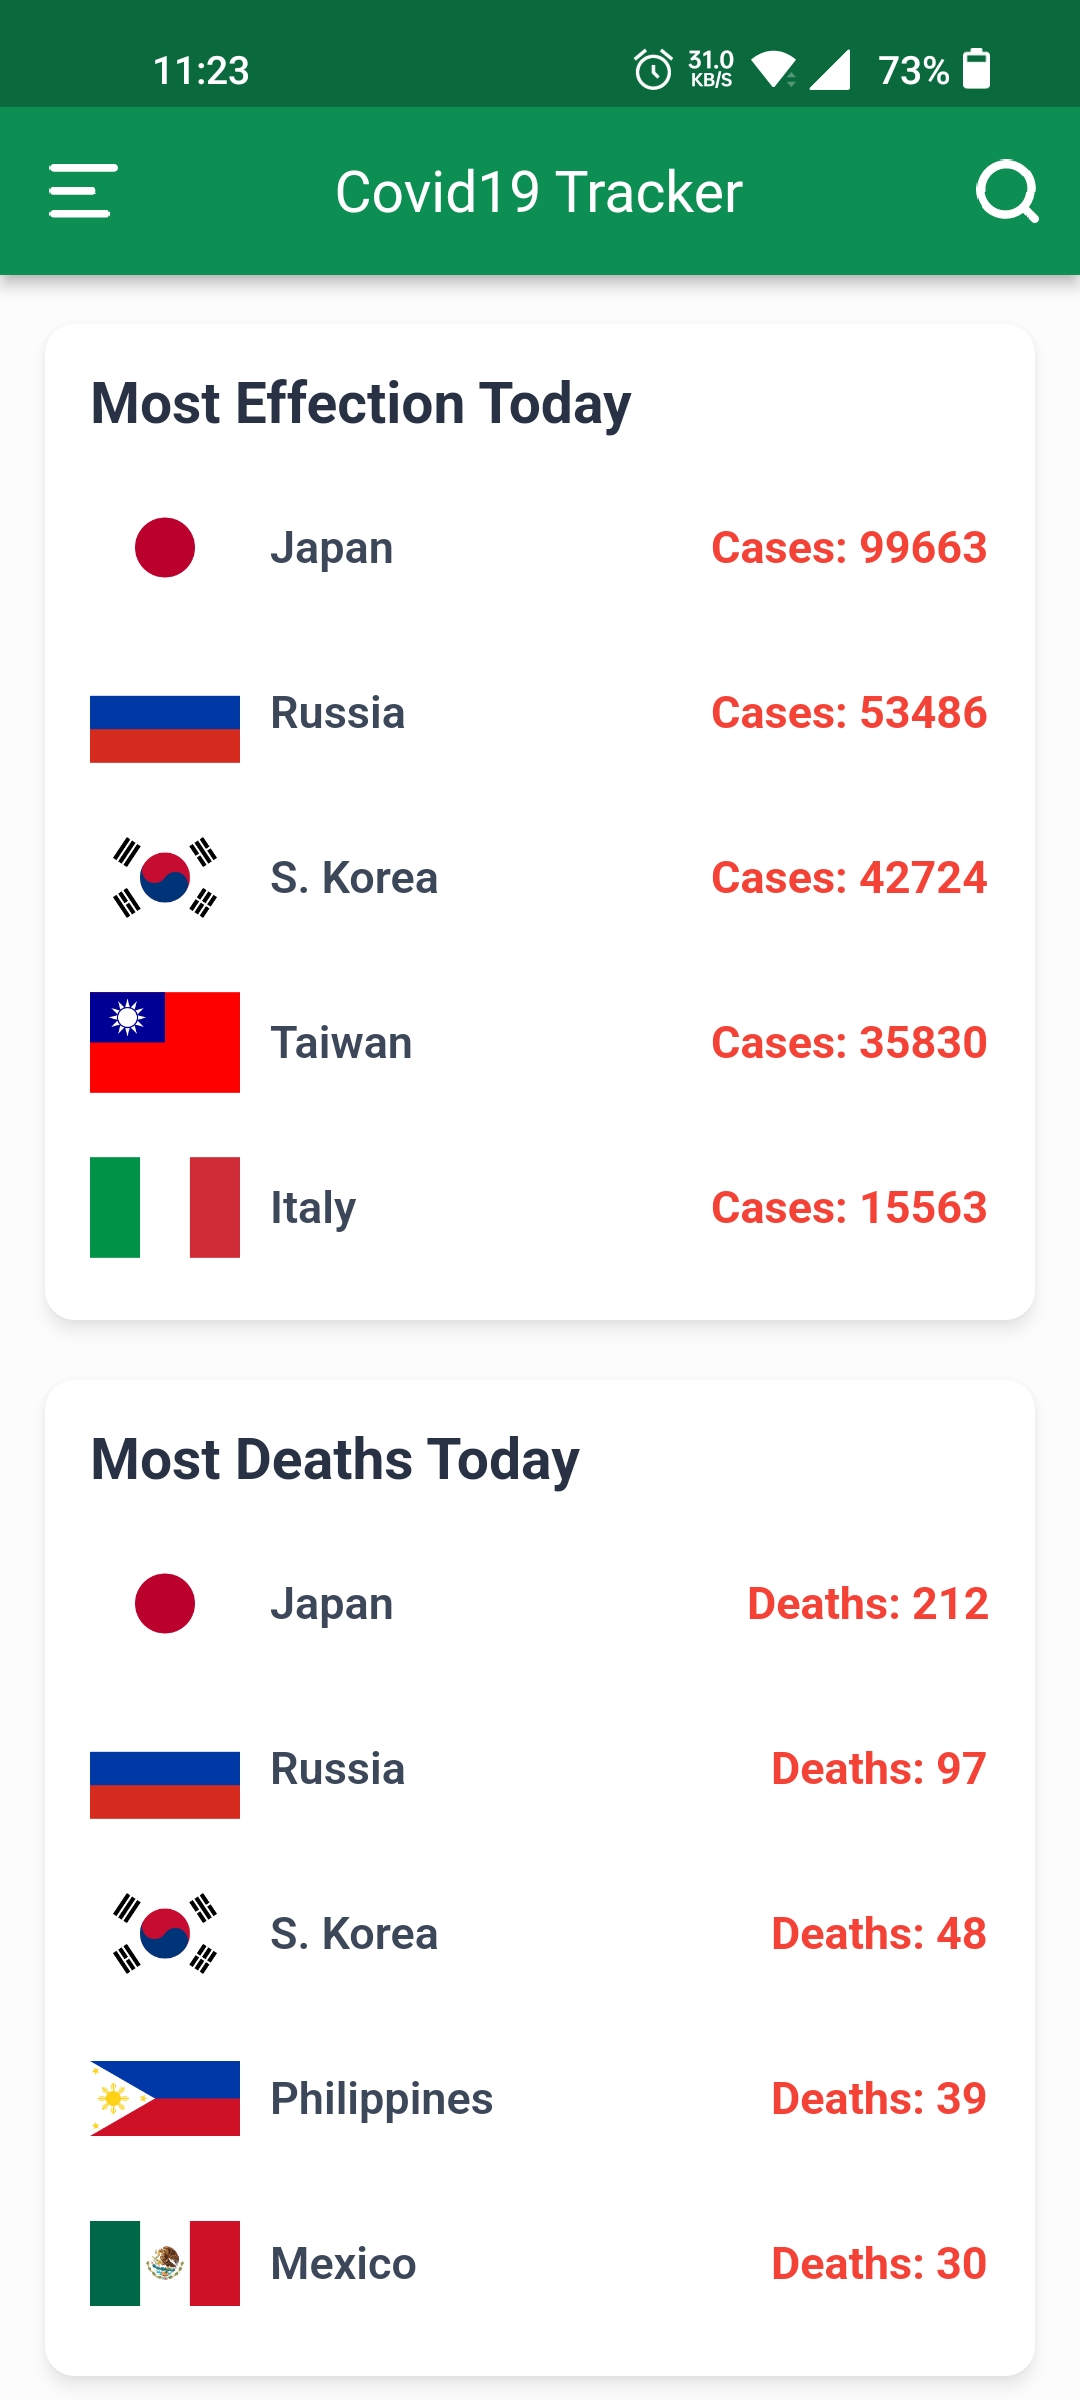 11:23
31.0
KB/S
73%
Covid19 Tracker
Most Effection Today
Japan Cases: 99663
Russia Cases: 53486
S. Korea Cases: 42724
Taiwan Cases: 35830
Italy Cases: 15563
Most Deaths Today
Japan Deaths: 212
Russia Deaths: 97
S. Korea Deaths: 48
Philippines Deaths: 39
Mexico Deaths: 30